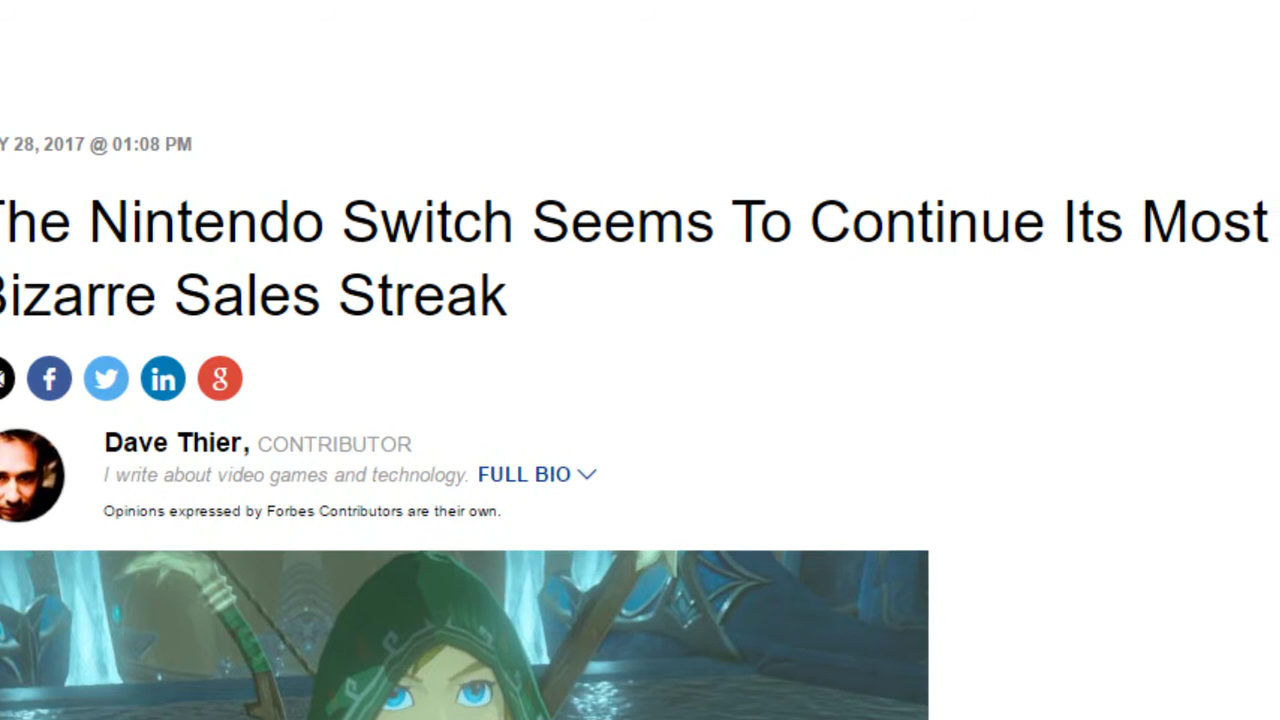 Y 28, 2017 @ 01:08 PM
The Nintendo Switch Seems To Continue Its Most
Bizarre Sales Streak
f in g
Dave Thier, CONTRIBUTOR
I write about video games and technology. FULL BIO
Opinions expressed by Forbes Contributors are their own.